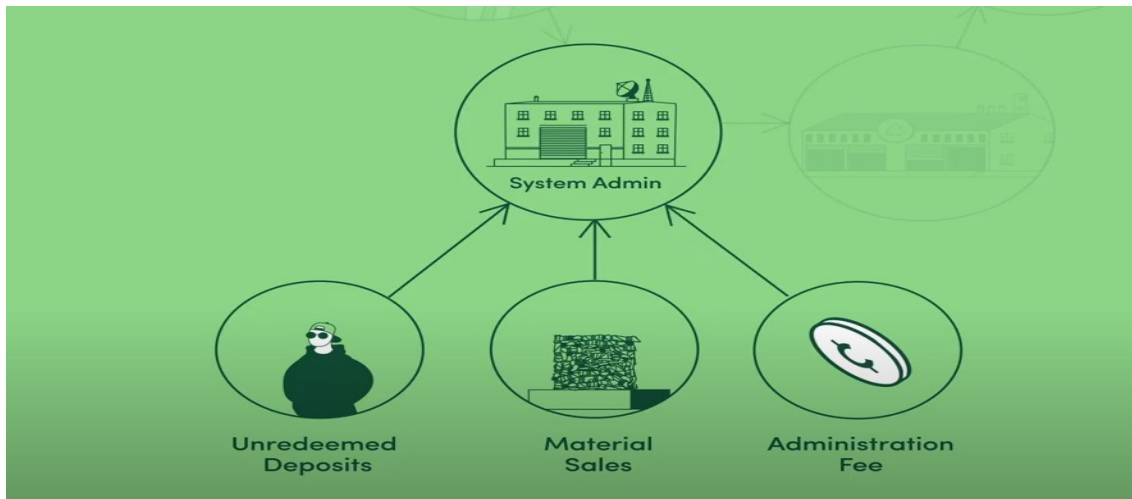 System Admin
Unredeemed
Deposits
Material
Sales
Administration
Fee